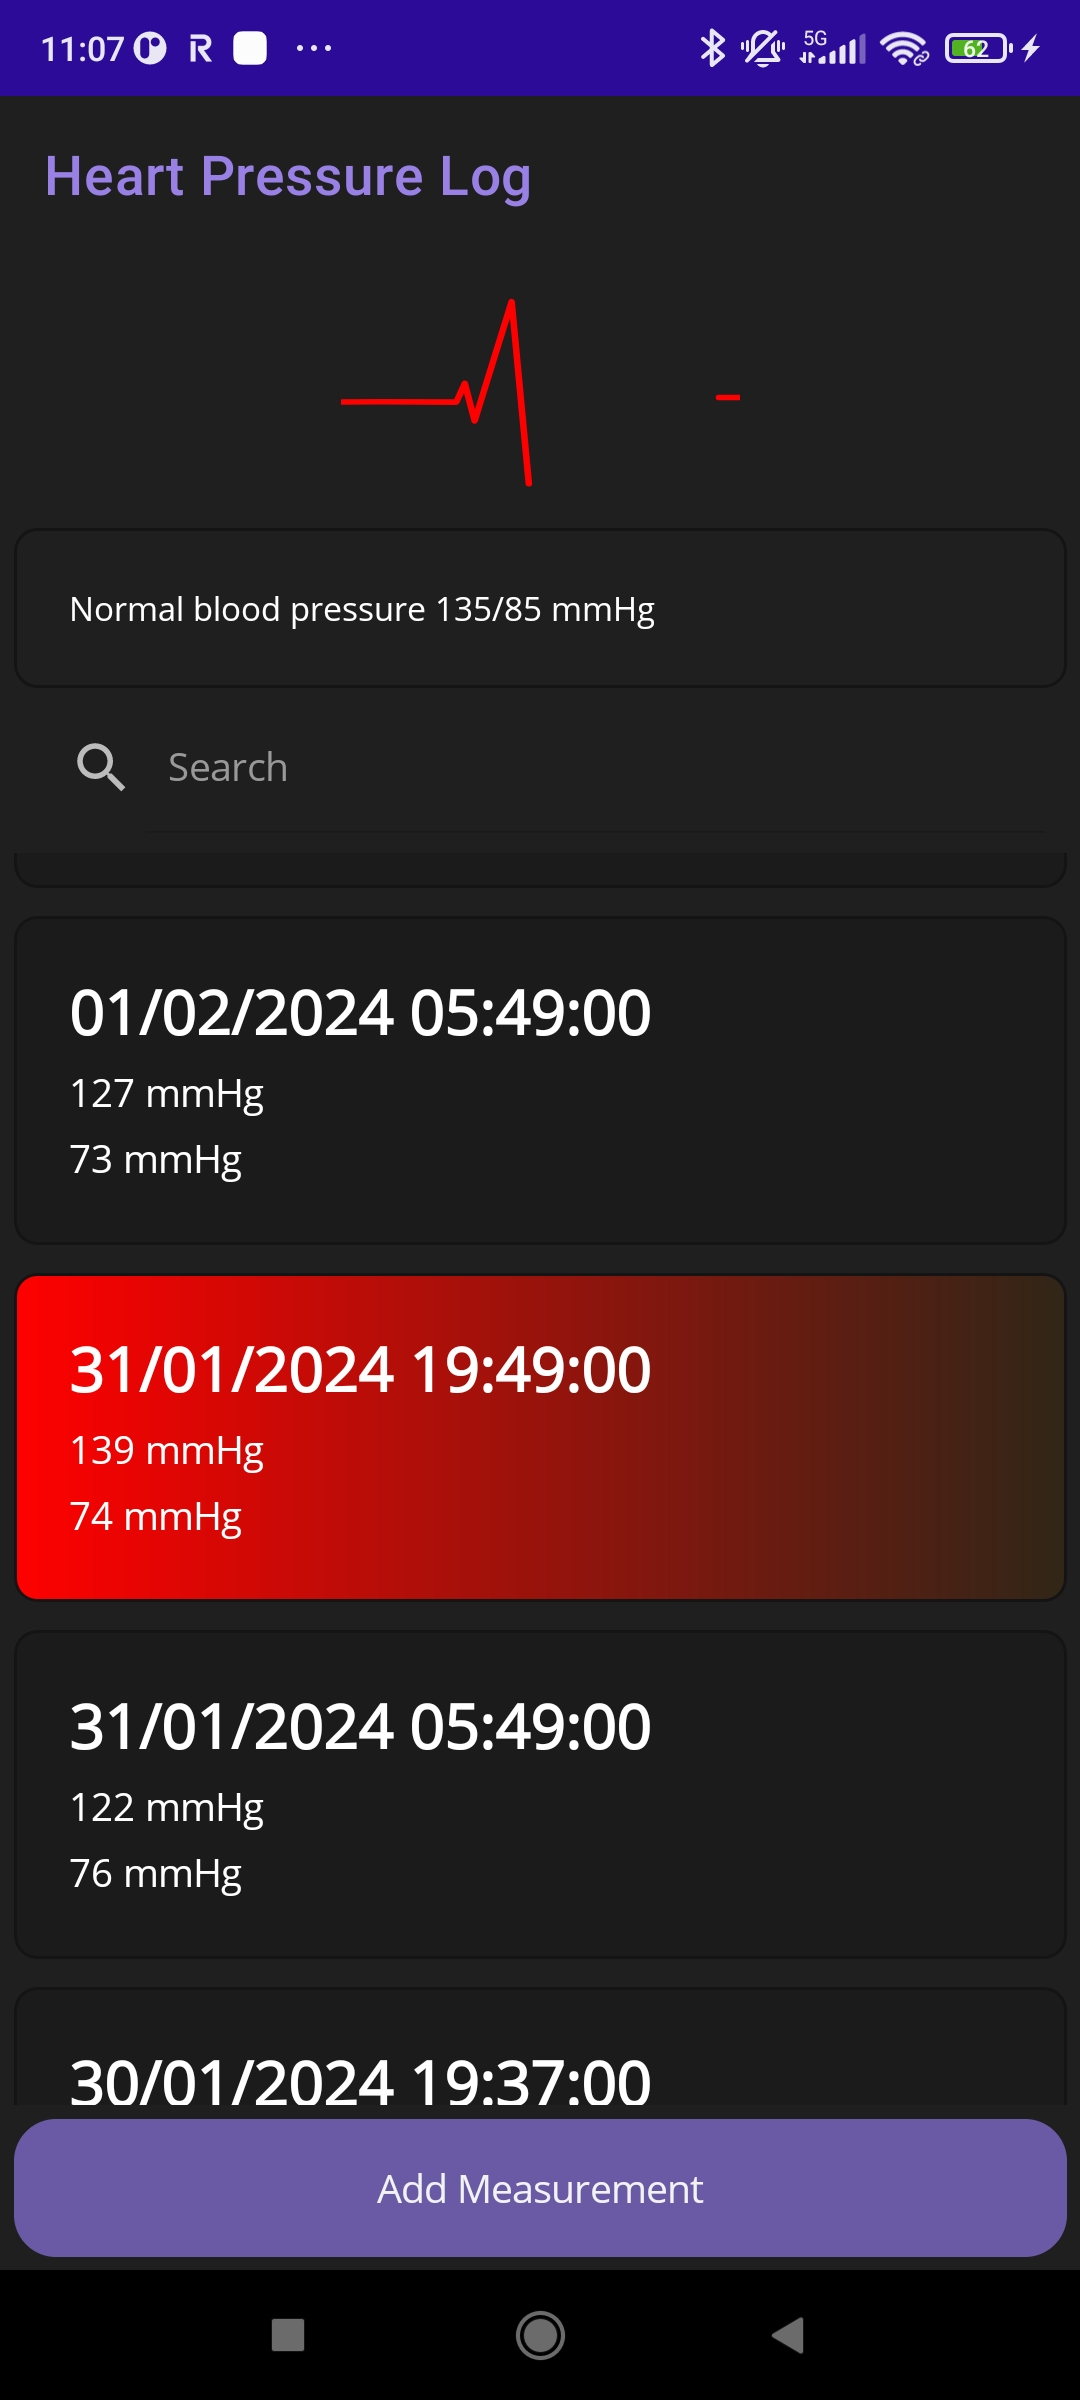 11:07
5G
62
Heart Pressure Log
Normal blood pressure 135/85 mmHg
Search
01/02/2024 05:49:00
127 mmHg
73 mmHg
31/01/2024 19:49:00
139 mmHg
74 mmHg
31/01/2024 05:49:00
122 mmHg
76 mmHg
30/01/2024 19:37:00
Add Measurement